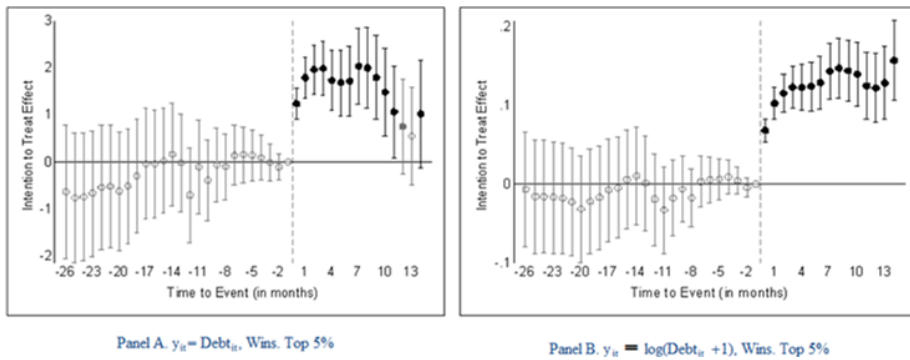 3
2
1
0
-1
-2
Intention to Treat Effect
-26 -23 -20 -17 -14 -11 -8 -5 -2 1 4 7 10 13
Time to Event (in months)
Panel A. yit = Debtit, Wins. Top 5%
.2
.1
0
-.1
Intention to Treat Effect
-26 -23 -20 -17 -14 -11 -8 -5 -2 1 4 7 10 13
Time to Event (in months)
Panel B. yit = log(Debtit +1), Wins. Top 5%